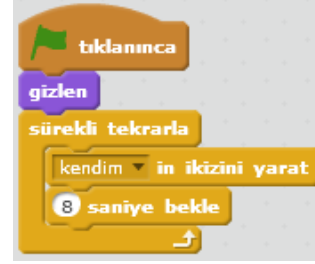 tıklanınca
gizlen
sürekli tekrarla
kendim in ikizini yarat
8 saniye bekle